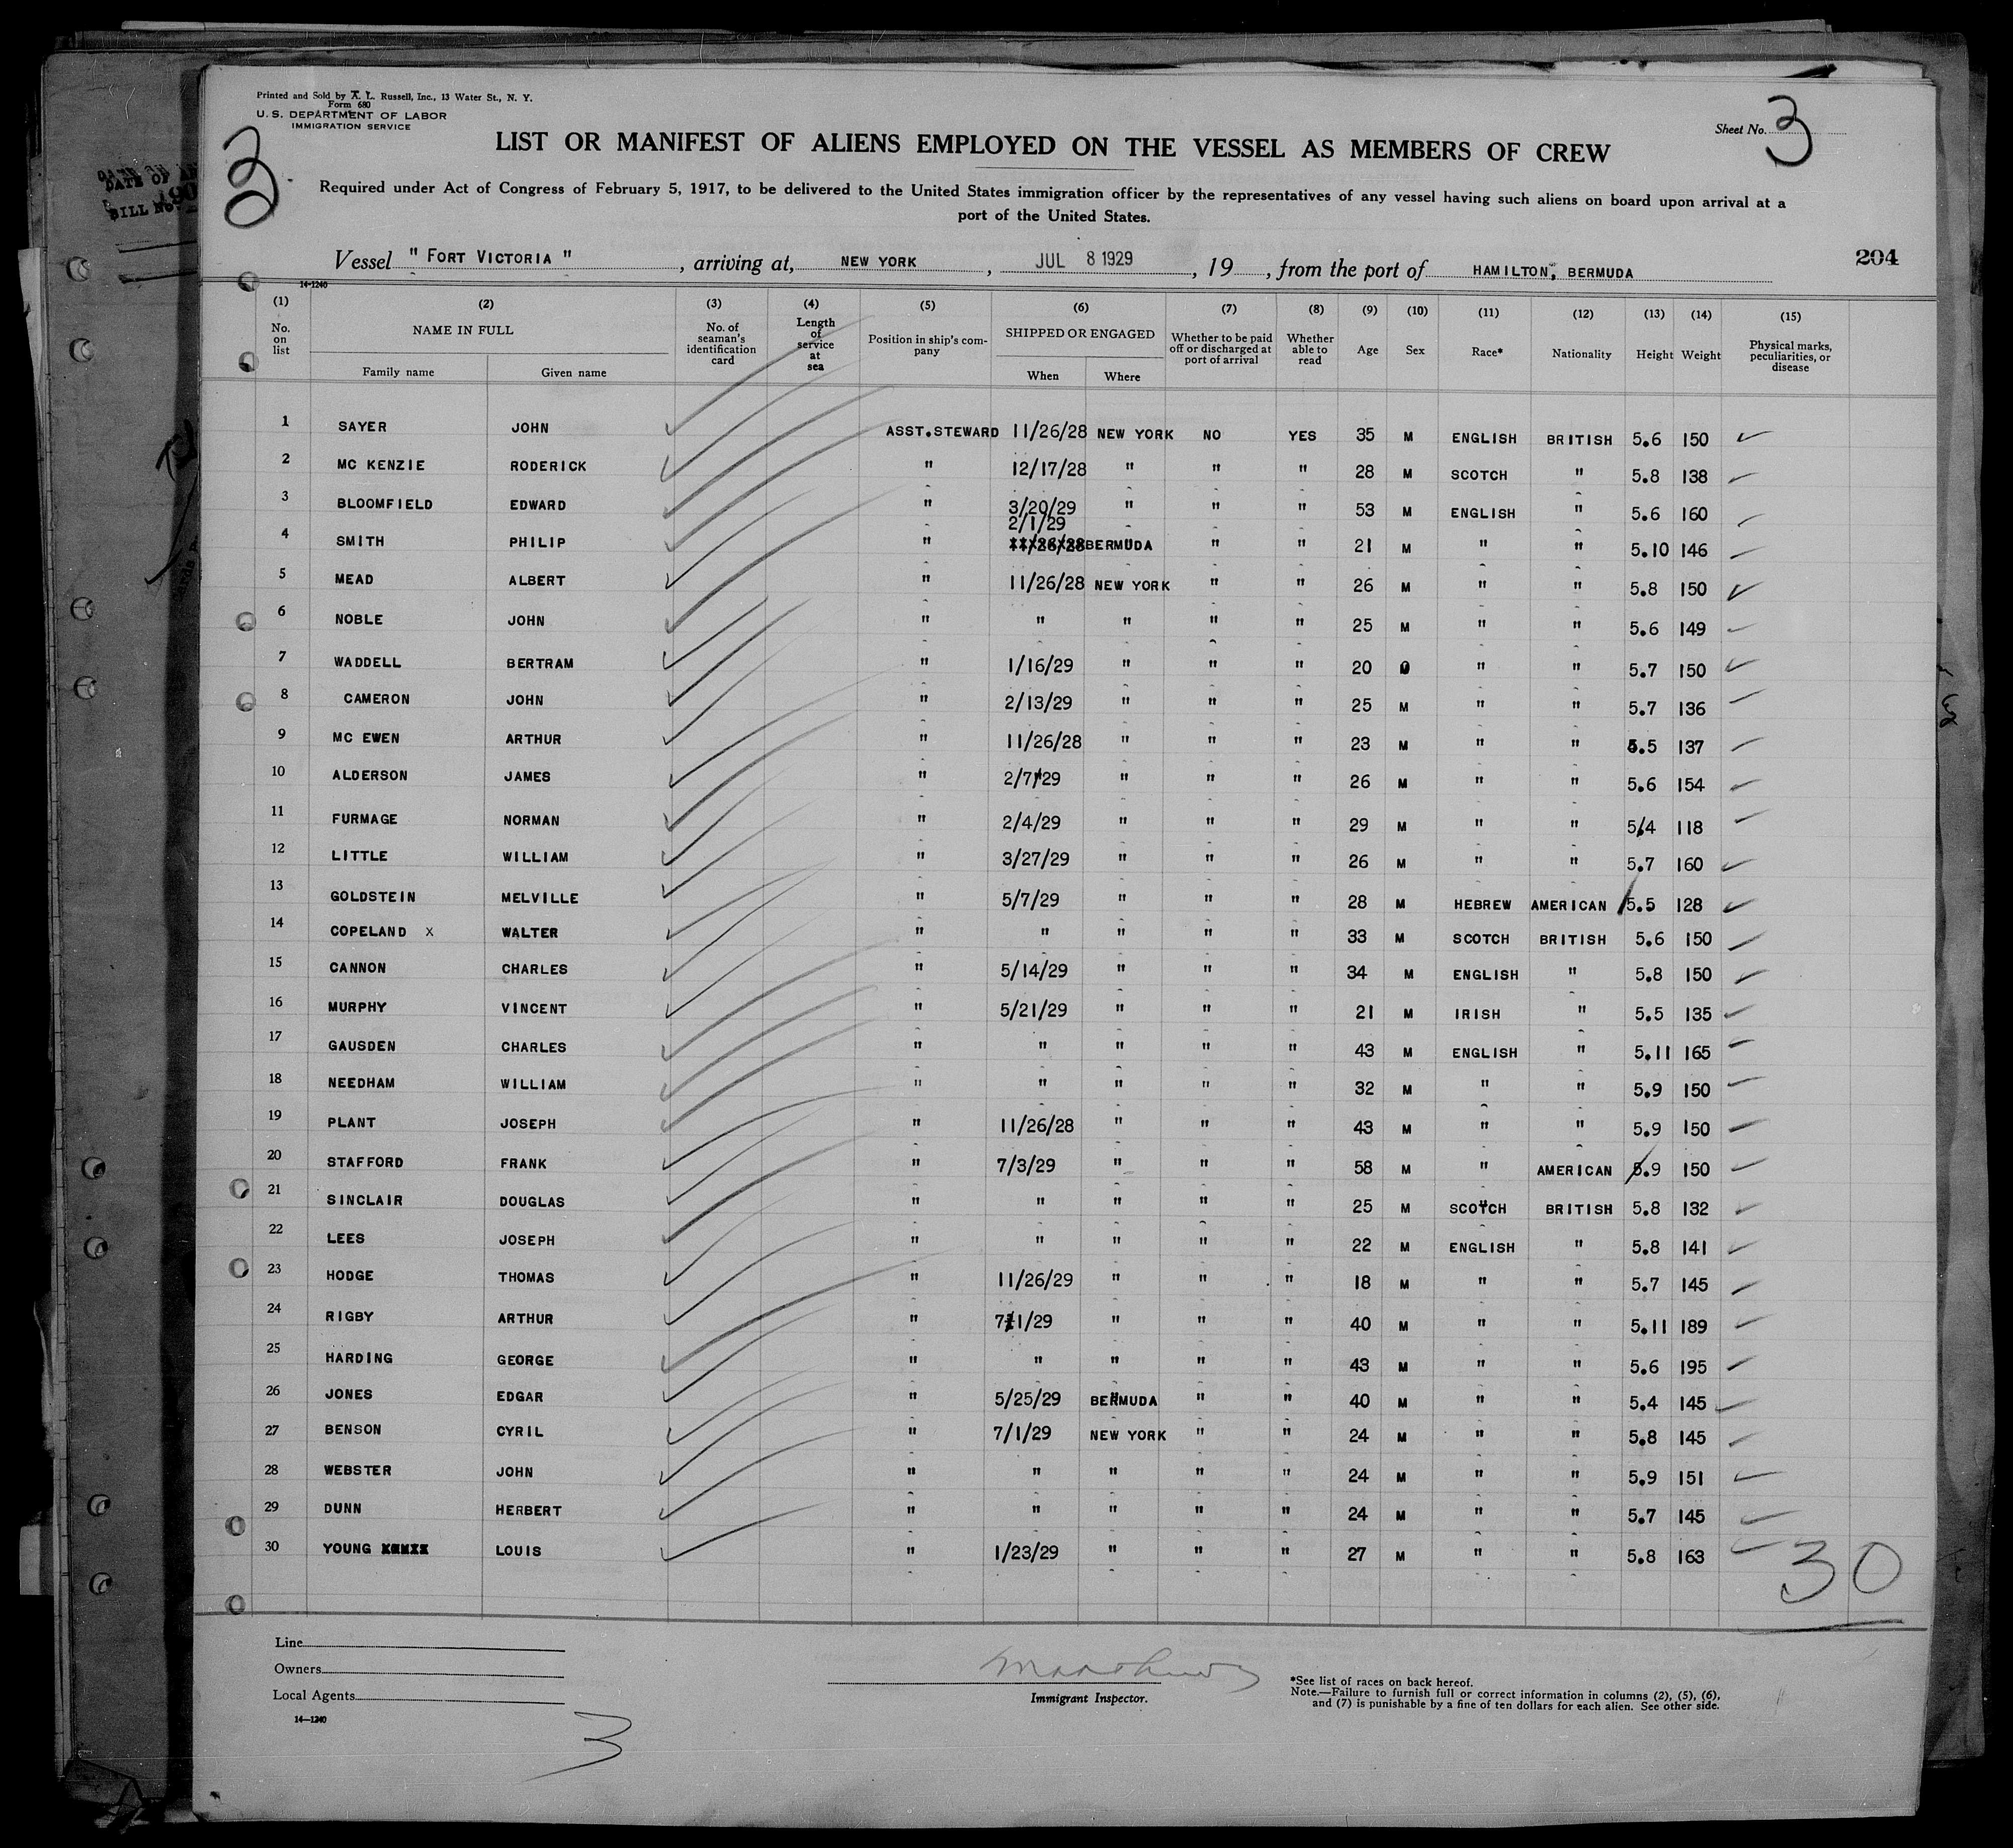 Printed and Sold by A. L. Russell, Inc., 13 Water St., N. Y.
Form 680
U. S. DEPARTMENT OF LABOR
IMMIGRATION SERVICE
3
Sheet No. 3
LIST OR MANIFEST OF ALIENS EMPLOYED ON THE VESSEL AS MEMBERS OF CREW
Required under Act of Congress of February 5, 1917, to be delivered to the United States immigration officer by the representatives of any vessel having such aliens on board upon arrival at a
port of the United States.
Vessel " FORT VICTORIA " , arriving at, NEW YORK , JUL 8 1929 , 19 , from the port of HAMILTON, BERMUDA
204
14-1240
(1) (2) (3) (4) (5) (6) (7) (8) (9) (10) (11) (12) (13) (14) (15)
No. on list NAME IN FULL Family name Given name No. of seaman's identification card Length of service at sea Position in ship's company SHIPPED OR ENGAGED When Where Whether to be paid off or discharged at port of arrival Whether able to read Age Sex Race* Nationality Height Weight Physical marks, peculiarities, or disease
1 SAYER JOHN ASST.STEWARD 11/26/28 NEW YORK NO YES 35 M ENGLISH BRITISH 5.6 150
2 MC KENZIE RODERICK " 12/17/28 " " " 28 M SCOTCH " 5.8 138
3 BLOOMFIELD EDWARD " 3/20/29 " " " 53 M ENGLISH " 5.6 160
2/1/29
4 SMITH PHILIP " 11/26/28 BERMUDA " " 21 M " " 5.10 146
5 MEAD ALBERT " 11/26/28 NEW YORK " " 26 M " " 5.8 150
6 NOBLE JOHN " " " " " 25 M " " 5.6 149
7 WADDELL BERTRAM " 1/16/29 " " " 20 M " " 5.7 150
8 CAMERON JOHN " 2/13/29 " " " 25 M " " 5.7 136
9 MC EWEN ARTHUR " 11/26/28 " " " 23 M " " 5.5 137
10 ALDERSON JAMES " 2/7/29 " " " 26 M " " 5.6 154
11 FURMAGE NORMAN " 2/4/29 " " " 29 M " " 5/4 118
12 LITTLE WILLIAM " 3/27/29 " " " 26 M " " 5.7 160
13 GOLDSTEIN MELVILLE " 5/7/29 " " " 28 M HEBREW AMERICAN 5.5 128
14 COPELAND X WALTER " " " " " 33 M SCOTCH BRITISH 5.6 150
15 CANNON CHARLES " 5/14/29 " " " 34 M ENGLISH " 5.8 150
16 MURPHY VINCENT " 5/21/29 " " " 21 M IRISH " 5.5 135
17 GAUSDEN CHARLES " " " " " 43 M ENGLISH " 5.11 165
18 NEEDHAM WILLIAM " " " " " 32 M " " 5.9 150
19 PLANT JOSEPH " 11/26/28 " " " 43 M " " 5.9 150
20 STAFFORD FRANK " 7/3/29 " " " 58 M " AMERICAN 5.9 150
21 SINCLAIR DOUGLAS " " " " " 25 M SCOTCH BRITISH 5.8 132
22 LEES JOSEPH " " " " " 22 M ENGLISH " 5.8 141
23 HODGE THOMAS " 11/26/29 " " " 18 M " " 5.7 145
24 RIGBY ARTHUR " 7/1/29 " " " 40 M " " 5.11 189
25 HARDING GEORGE " " " " " 43 M " " 5.6 195
26 JONES EDGAR " 5/25/29 BERMUDA " " 40 M " " 5.4 145
27 BENSON CYRIL " 7/1/29 NEW YORK " " 24 M " " 5.8 145
28 WEBSTER JOHN " " " " " 24 M " " 5.9 151
29 DUNN HERBERT " " " " " 24 M " " 5.7 145
30 YOUNG LOUIS " 1/23/29 " " " 27 M " " 5.8 163
30
Line
Owners
Local Agents
14—1240
3
Immigrant Inspector.
*See list of races on back hereof.
Note.—Failure to furnish full or correct information in columns (2), (5), (6),
and (7) is punishable by a fine of ten dollars for each alien. See other side.